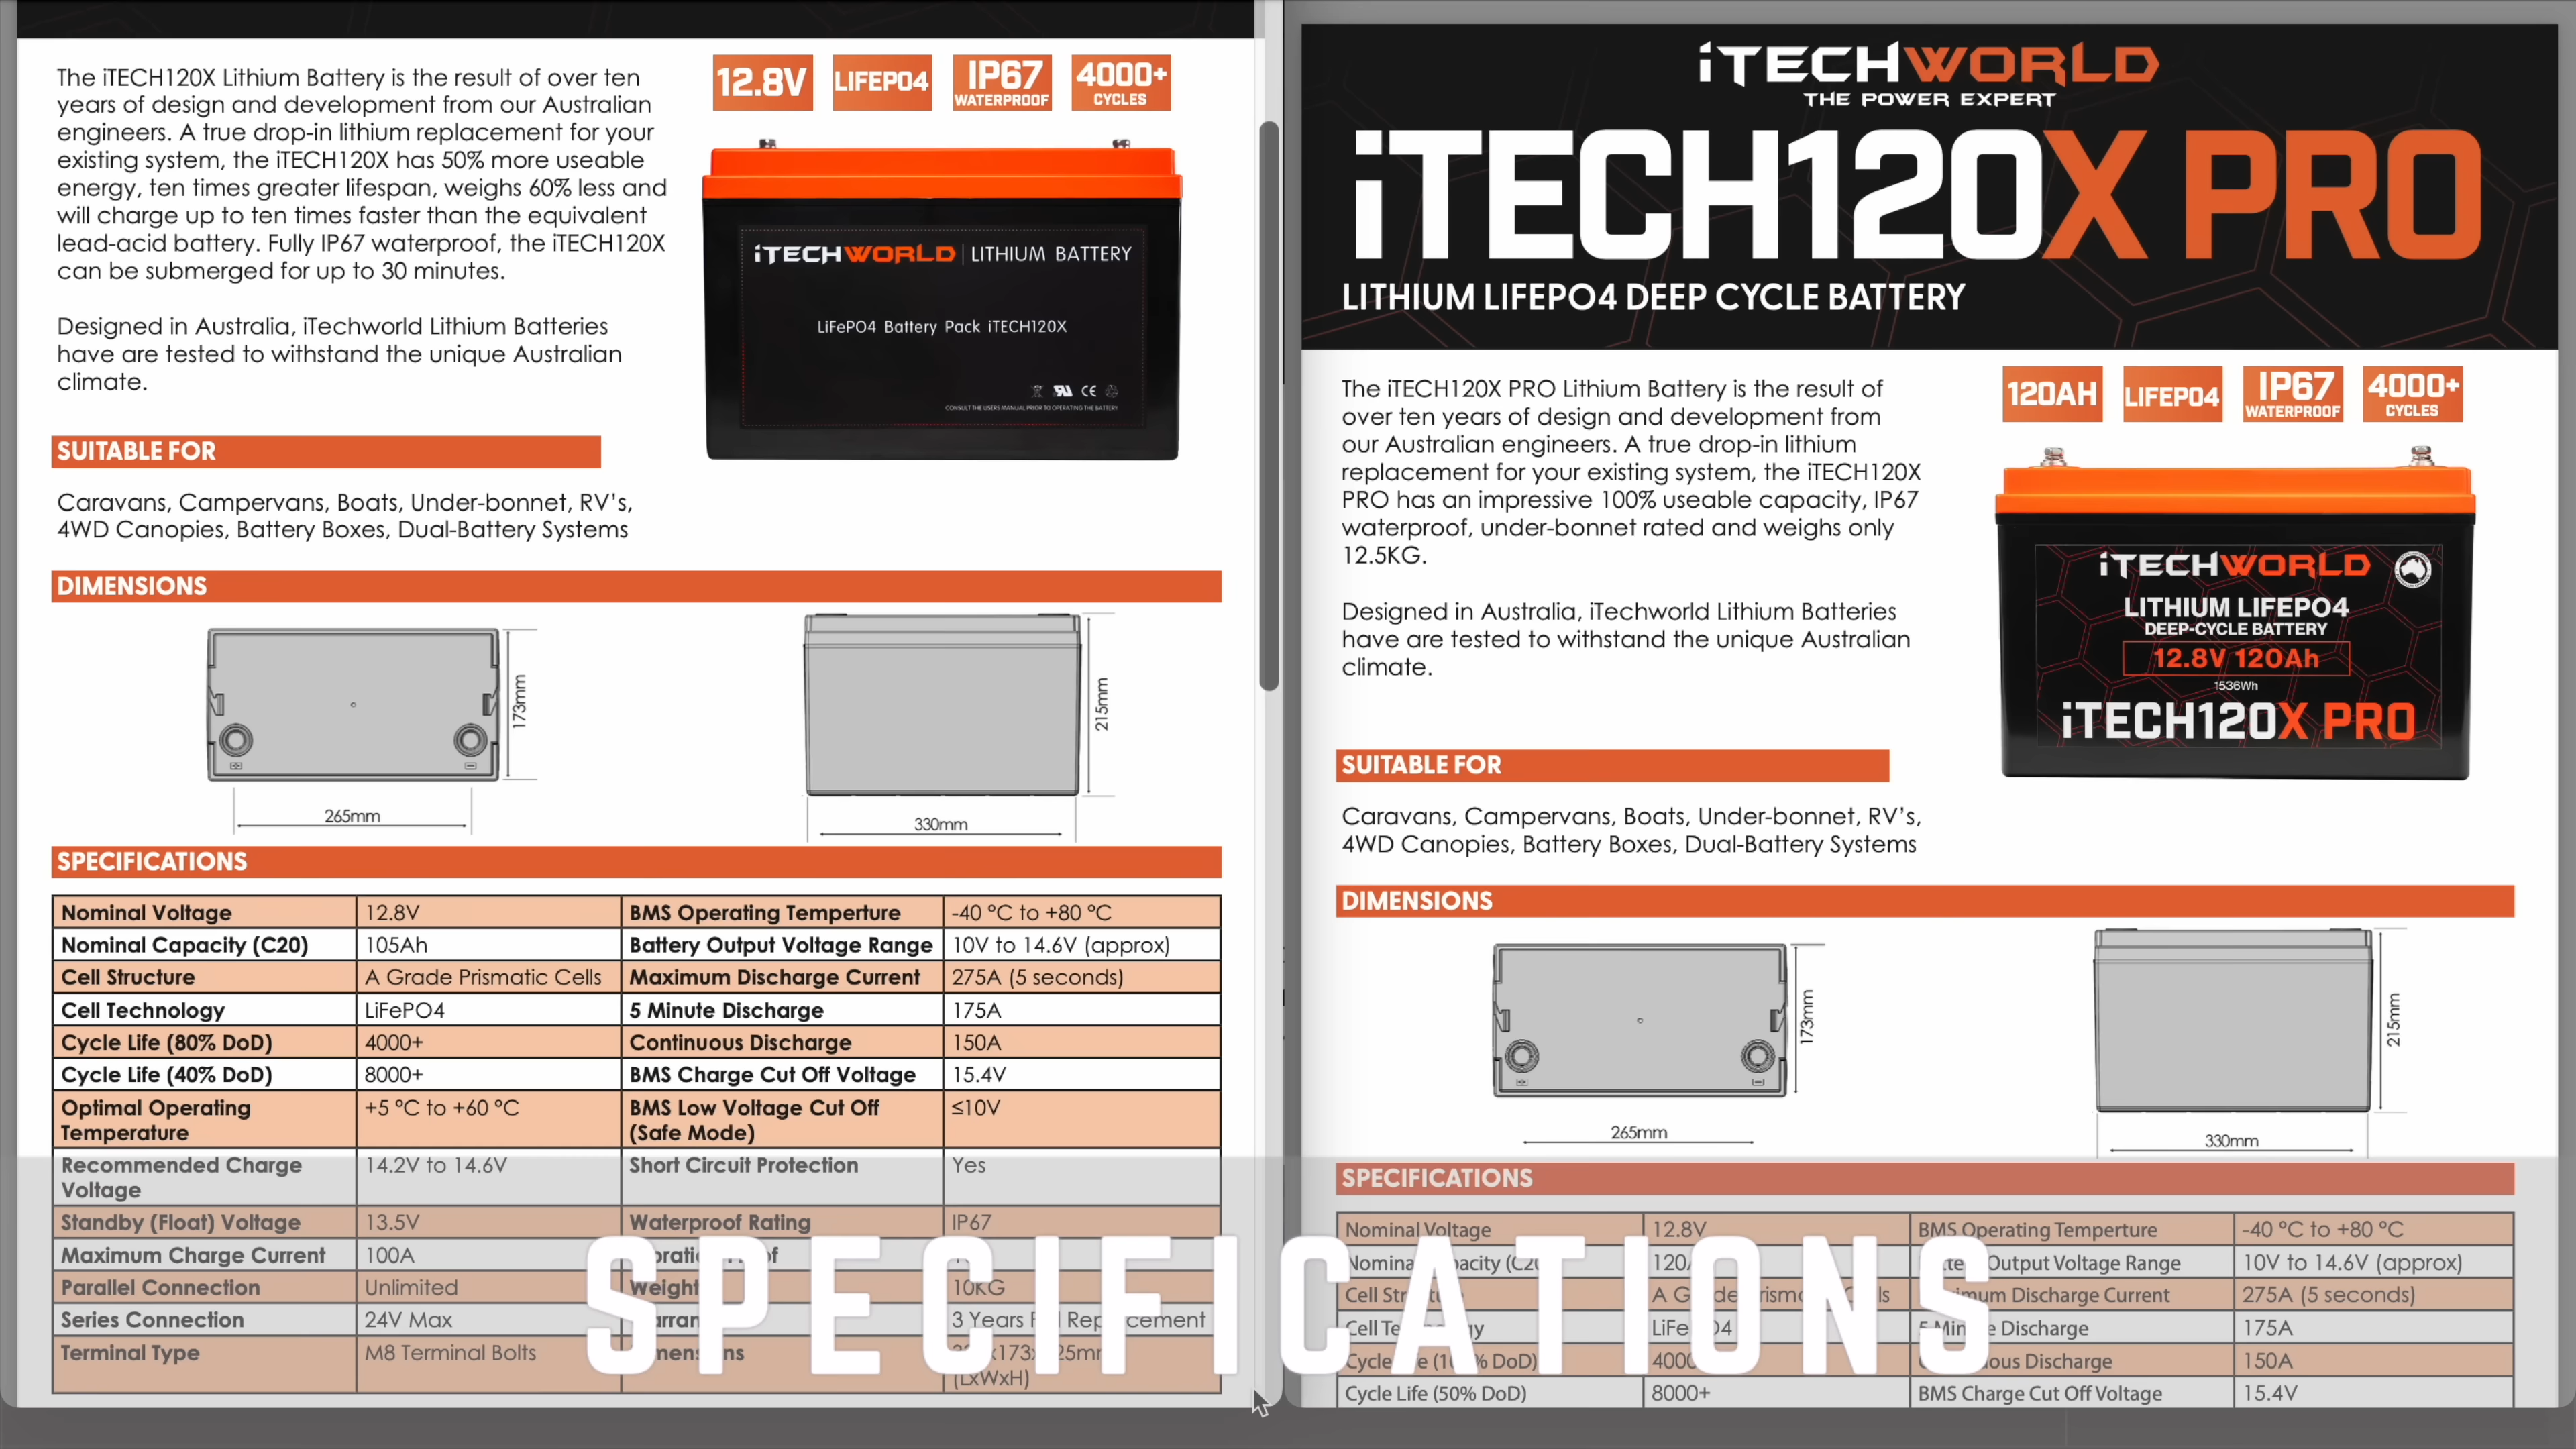 The iTECH120X Lithium Battery is the result of over ten
years of design and development from our Australian
engineers. A true drop-in lithium replacement for your
existing system, the iTECH120X has 50% more useable
energy, ten times greater lifespan, weighs 60% less and
will charge up to ten times faster than the equivalent
lead-acid battery. Fully IP67 waterproof, the iTECH120X
can be submerged for up to 30 minutes.
Designed in Australia, iTechworld Lithium Batteries
have are tested to withstand the unique Australian
climate.
12.8V LIFEPO4 IP67 WATERPROOF 4000+ CYCLES
iTECHWORLD | LITHIUM BATTERY
LiFePO4 Battery Pack iTECH120X
CE
CONSULT THE USERS MANUAL PRIOR TO OPERATING THE BATTERY
SUITABLE FOR
Caravans, Campervans, Boats, Under-bonnet, RV's,
4WD Canopies, Battery Boxes, Dual-Battery Systems
DIMENSIONS
173mm
265mm
215mm
330mm
SPECIFICATIONS
Nominal Voltage 12.8V BMS Operating Temperture -40 °C to +80 °C
Nominal Capacity (C20) 105Ah Battery Output Voltage Range 10V to 14.6V (approx)
Cell Structure A Grade Prismatic Cells Maximum Discharge Current 275A (5 seconds)
Cell Technology LiFePO4 5 Minute Discharge 175A
Cycle Life (80% DoD) 4000+ Continuous Discharge 150A
Cycle Life (40% DoD) 8000+ BMS Charge Cut Off Voltage 15.4V
Optimal Operating Temperature +5 °C to +60 °C BMS Low Voltage Cut Off (Safe Mode) ≤10V
Recommended Charge Voltage 14.2V to 14.6V Short Circuit Protection Yes
Standby (Float) Voltage 13.5V Waterproof Rating IP67
Maximum Charge Current 100A
Parallel Connection Unlimited Weight 10KG
Series Connection 24V Max 3 Years
Terminal Type M8 Terminal Bolts
(LxWxH)
iTECHWORLD
THE POWER EXPERT
iTECH120X PRO
LITHIUM LIFEPO4 DEEP CYCLE BATTERY
The iTECH120X PRO Lithium Battery is the result of
over ten years of design and development from
our Australian engineers. A true drop-in lithium
replacement for your existing system, the iTECH120X
PRO has an impressive 100% useable capacity, IP67
waterproof, under-bonnet rated and weighs only
12.5KG.
Designed in Australia, iTechworld Lithium Batteries
have are tested to withstand the unique Australian
climate.
120AH LIFEPO4 IP67 WATERPROOF 4000+ CYCLES
iTECHWORLD
LITHIUM LIFEPO4
DEEP-CYCLE BATTERY
12.8V 120Ah
1536Wh
iTECH120X PRO
SUITABLE FOR
Caravans, Campervans, Boats, Under-bonnet, RV's,
4WD Canopies, Battery Boxes, Dual-Battery Systems
DIMENSIONS
173mm
265mm
215mm
330mm
SPECIFICATIONS
Nominal Voltage 12.8V BMS Operating Temperture -40 °C to +80 °C
Output Voltage Range 10V to 14.6V (approx)
Discharge Current 275A (5 seconds)
Discharge 175A
Discharge 150A
Cycle Life (50% DoD) 8000+ BMS Charge Cut Off Voltage 15.4V
SPECIFICATIONS